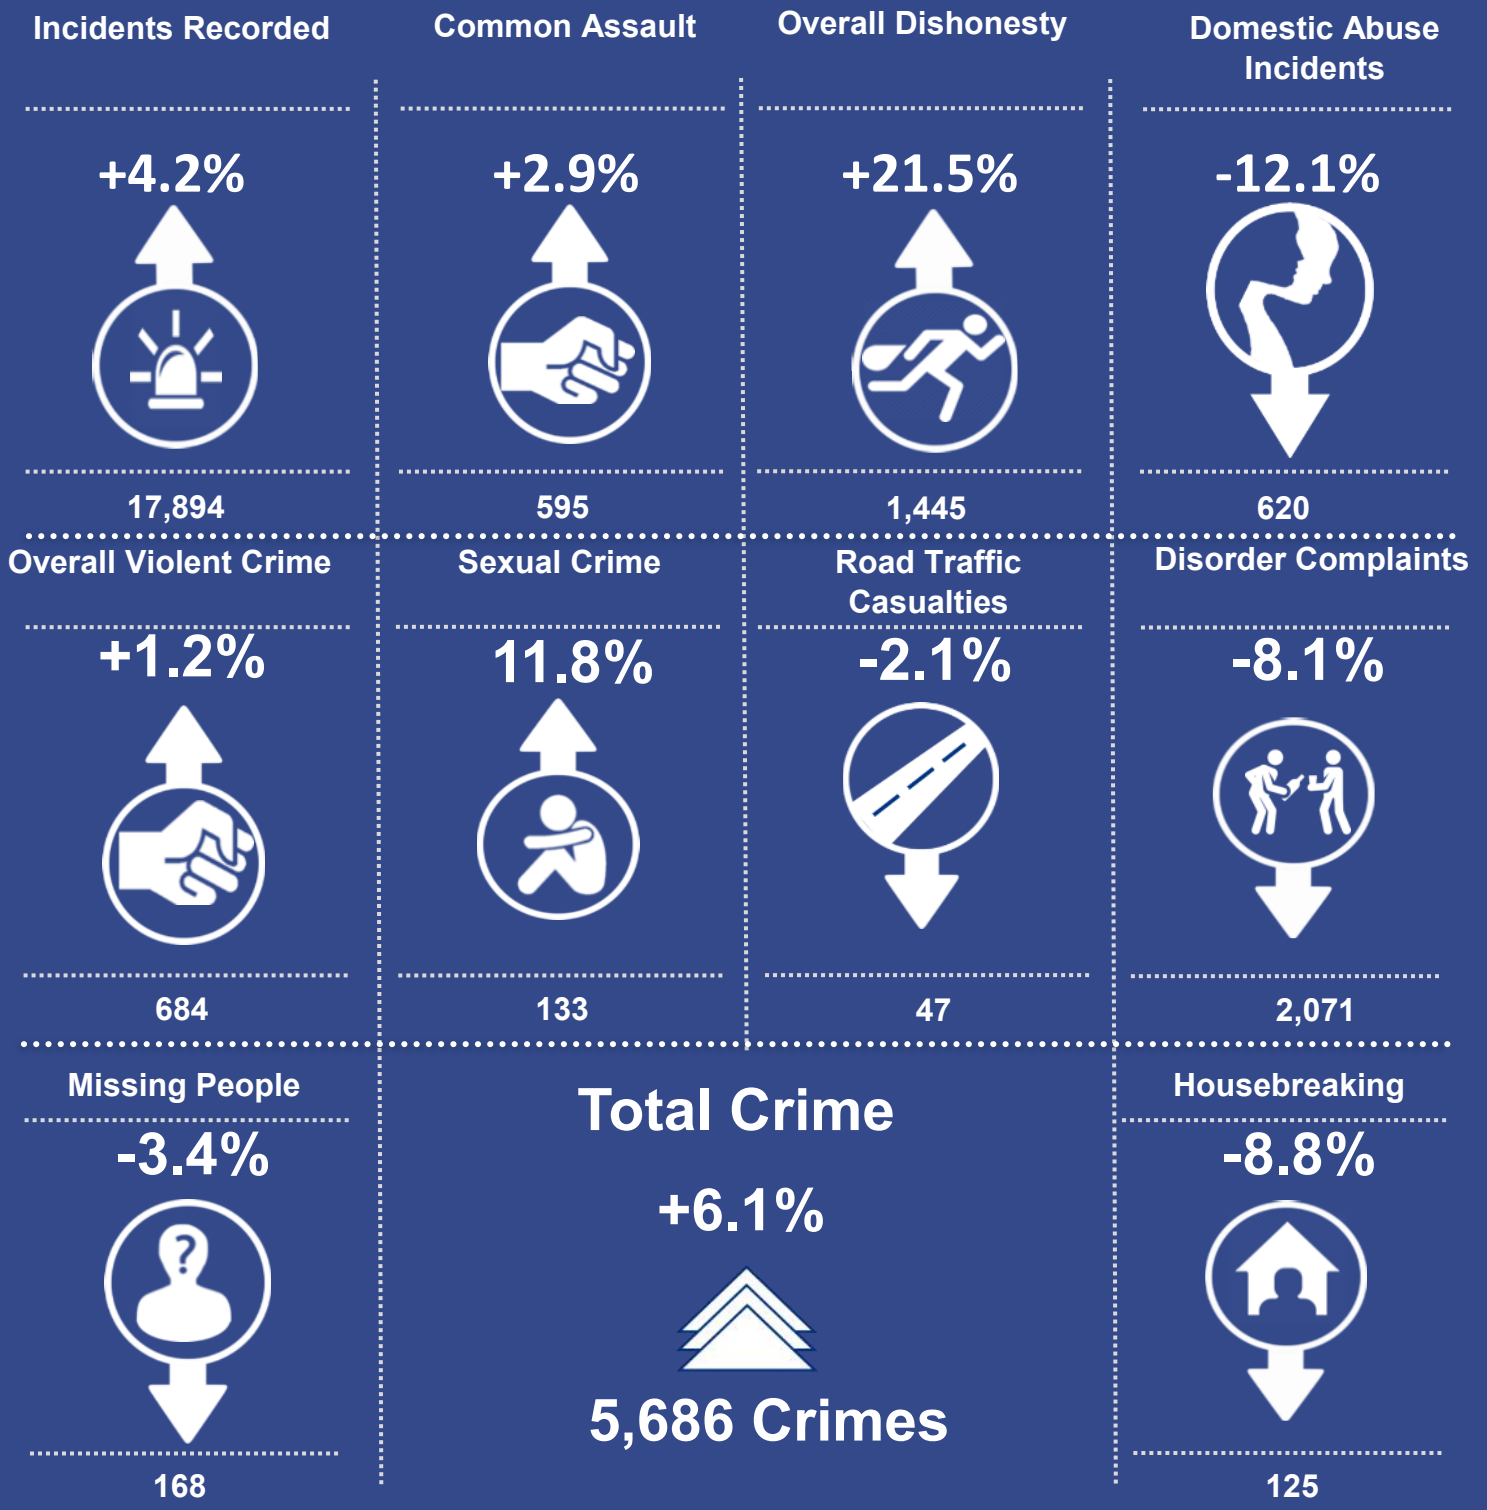 Incidents Recorded
+4.2%
17,894
Common Assault
+2.9%
595
Overall Dishonesty
+21.5%
1,445
Domestic Abuse
Incidents
-12.1%
620
Overall Violent Crime
+1.2%
684
Sexual Crime
11.8%
133
Road Traffic
Casualties
-2.1%
47
Disorder Complaints
-8.1%
2,071
Missing People
-3.4%
?
168
Total Crime
+6.1%
5,686 Crimes
Housebreaking
-8.8%
125